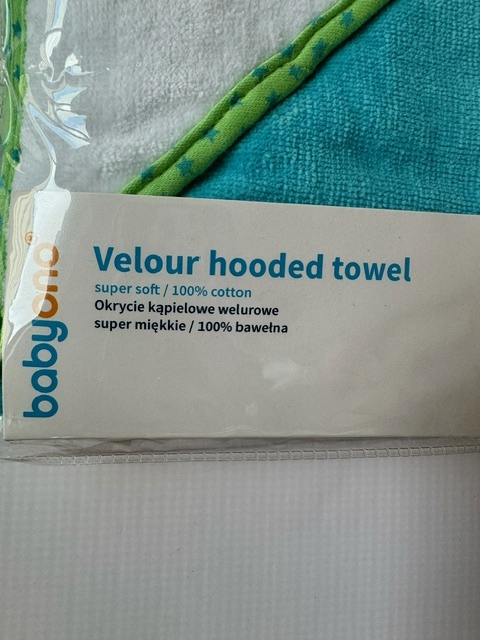 babyono®
Velour hooded towel
super soft / 100% cotton
Okrycie kąpielowe welurowe
super miękkie / 100% bawełna